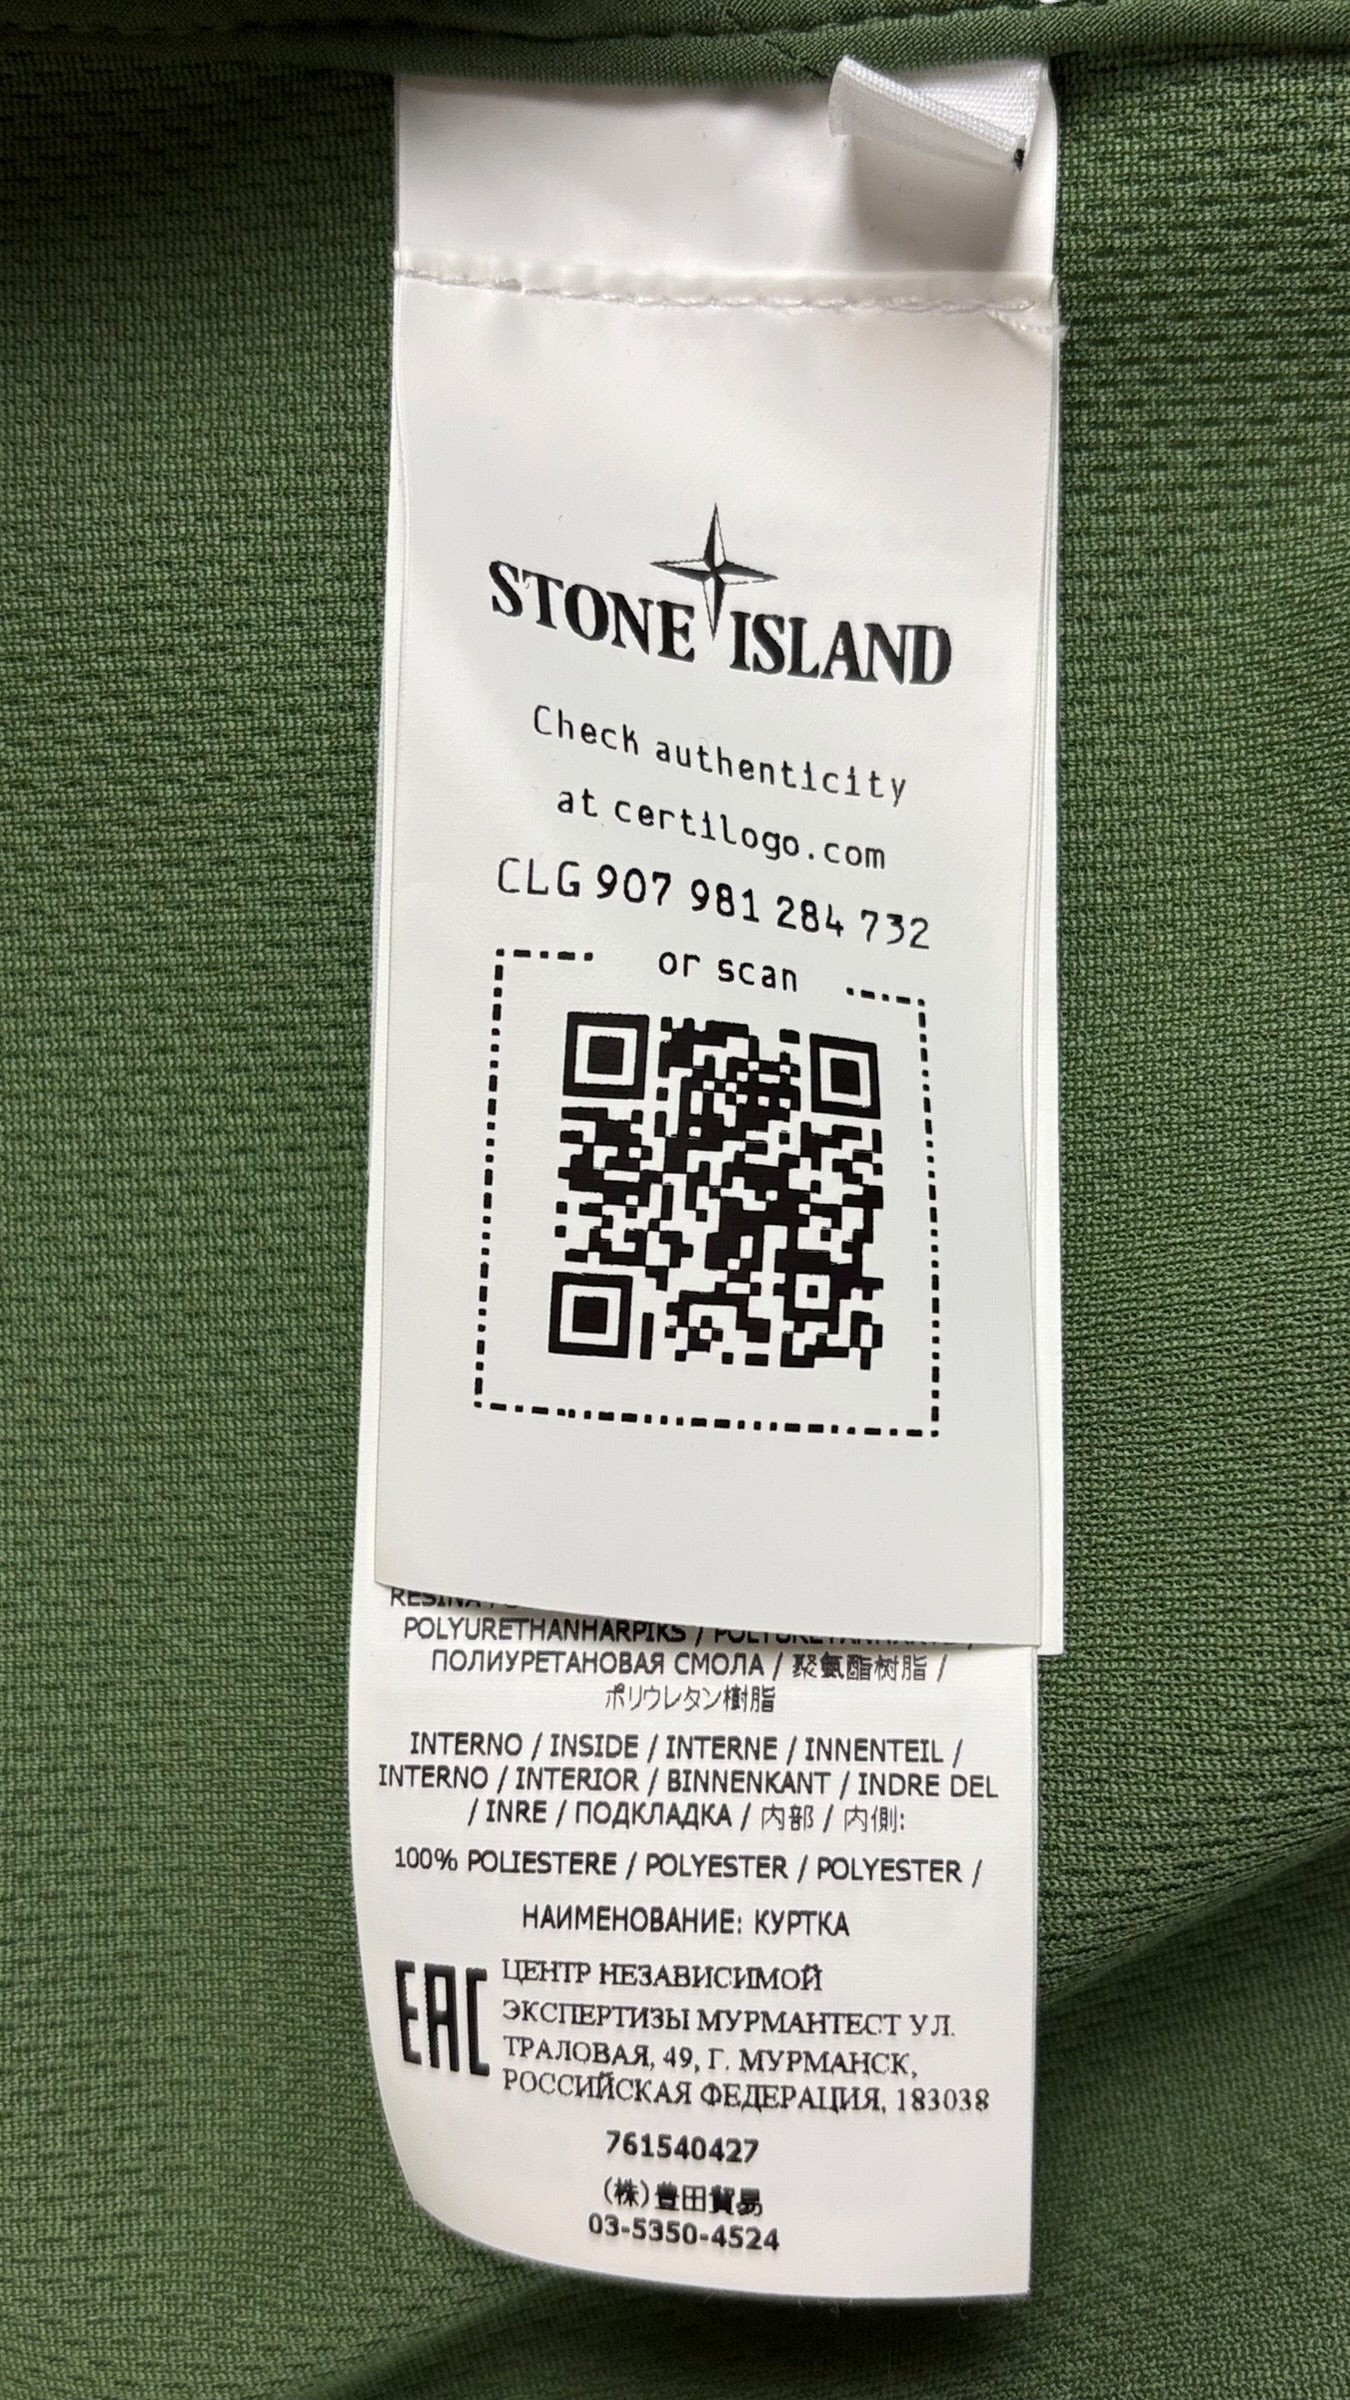 STONE ISLAND
Check authenticity
at certilogo.com
CLG 907 981 284 732
or scan
RESINA
POLYURETHANHARPIKS / POLYURETANHARTS /
ПОЛИУРЕТАНОВАЯ СМОЛА / 聚氨酯树脂 /
ポリウレタン樹脂
INTERNO / INSIDE / INTERNE / INNENTEIL /
INTERNO / INTERIOR / BINNENKANT / INDRE DEL
/ INRE / ПОДКЛАДКА / 内部 / 内側:
100% POLIESTERE / POLYESTER / POLYESTER /
НАИМЕНОВАНИЕ: КУРТКА
EAC
ЦЕНТР НЕЗАВИСИМОЙ
ЭКСПЕРТИЗЫ МУРМАНТЕСТ УЛ.
ТРАЛОВАЯ, 49, Г. МУРМАНСК,
РОССИЙСКАЯ ФЕДЕРАЦИЯ, 183038
761540427
(株)豊田貿易
03-5350-4524